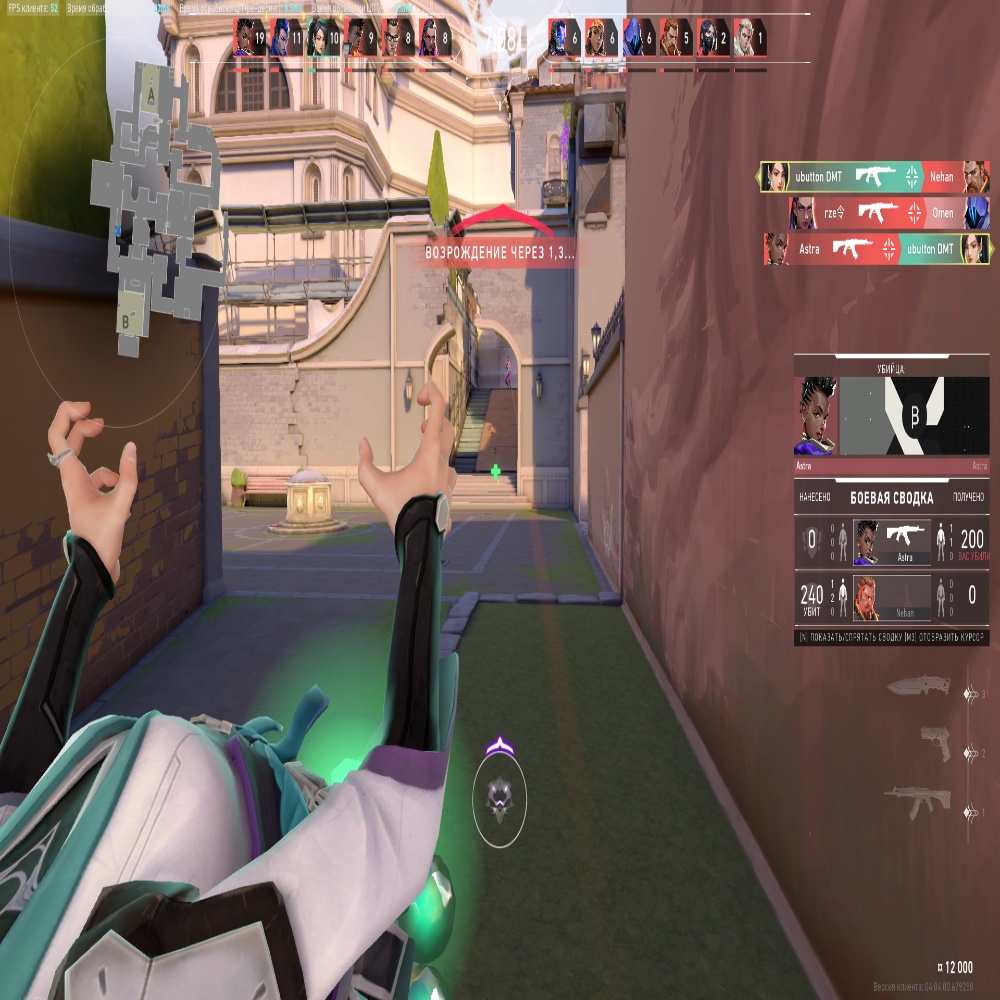 FPS клиента: 52
19 11 10 9 8 8
6 6 6 5 2 1
A
B
ВОЗРОЖДЕНИЕ ЧЕРЕЗ 1,3...
ubutton DMT Nehan
rze Omen
Astra ubutton DMT
УБИЙЦА:
Astra Astra
НАНЕСЕНО БОЕВАЯ СВОДКА ПОЛУЧЕНО
0 Astra 200
ВАС УБИЛИ
240 Nehan 0
УБИТ
[N] ПОКАЗАТЬ/СПРЯТАТЬ СВОДКУ [M3] ОТОБРАЗИТЬ КУРСОР
3
2
1
¤ 12 000